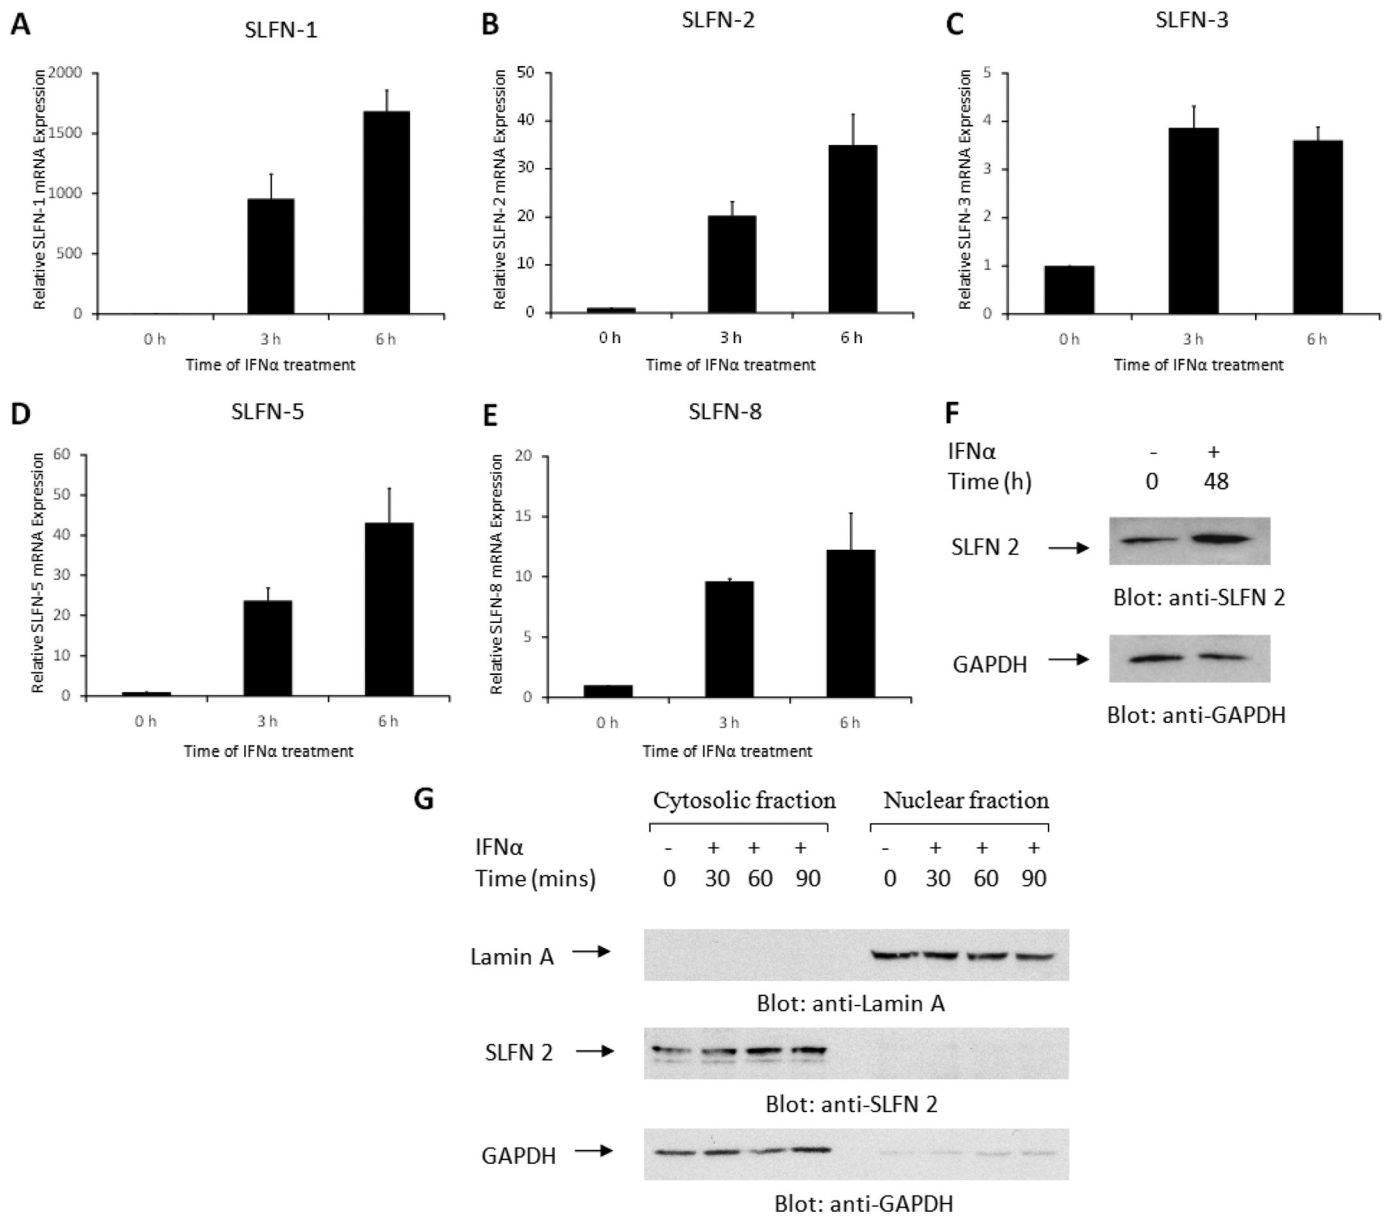 A
SLFN-1
Relative SLFN-1 mRNA Expression
2000
1500
1000
500
0
0 h 3 h 6 h
Time of IFNα treatment
B
SLFN-2
Relative SLFN-2 mRNA Expression
50
40
30
20
10
0
0 h 3 h 6 h
Time of IFNα treatment
C
SLFN-3
Relative SLFN-3 mRNA Expression
5
4
3
2
1
0
0 h 3 h 6 h
Time of IFNα treatment
D
SLFN-5
Relative SLFN-5 mRNA Expression
60
50
40
30
20
10
0
0 h 3 h 6 h
Time of IFNα treatment
E
SLFN-8
Relative SLFN-8 mRNA Expression
20
15
10
5
0
0 h 3 h 6 h
Time of IFNα treatment
F
IFNα - +
Time (h) 0 48
SLFN 2
Blot: anti-SLFN 2
GAPDH
Blot: anti-GAPDH
G
Cytosolic fraction Nuclear fraction
IFNα - + + + - + + +
Time (mins) 0 30 60 90 0 30 60 90
Lamin A
Blot: anti-Lamin A
SLFN 2
Blot: anti-SLFN 2
GAPDH
Blot: anti-GAPDH